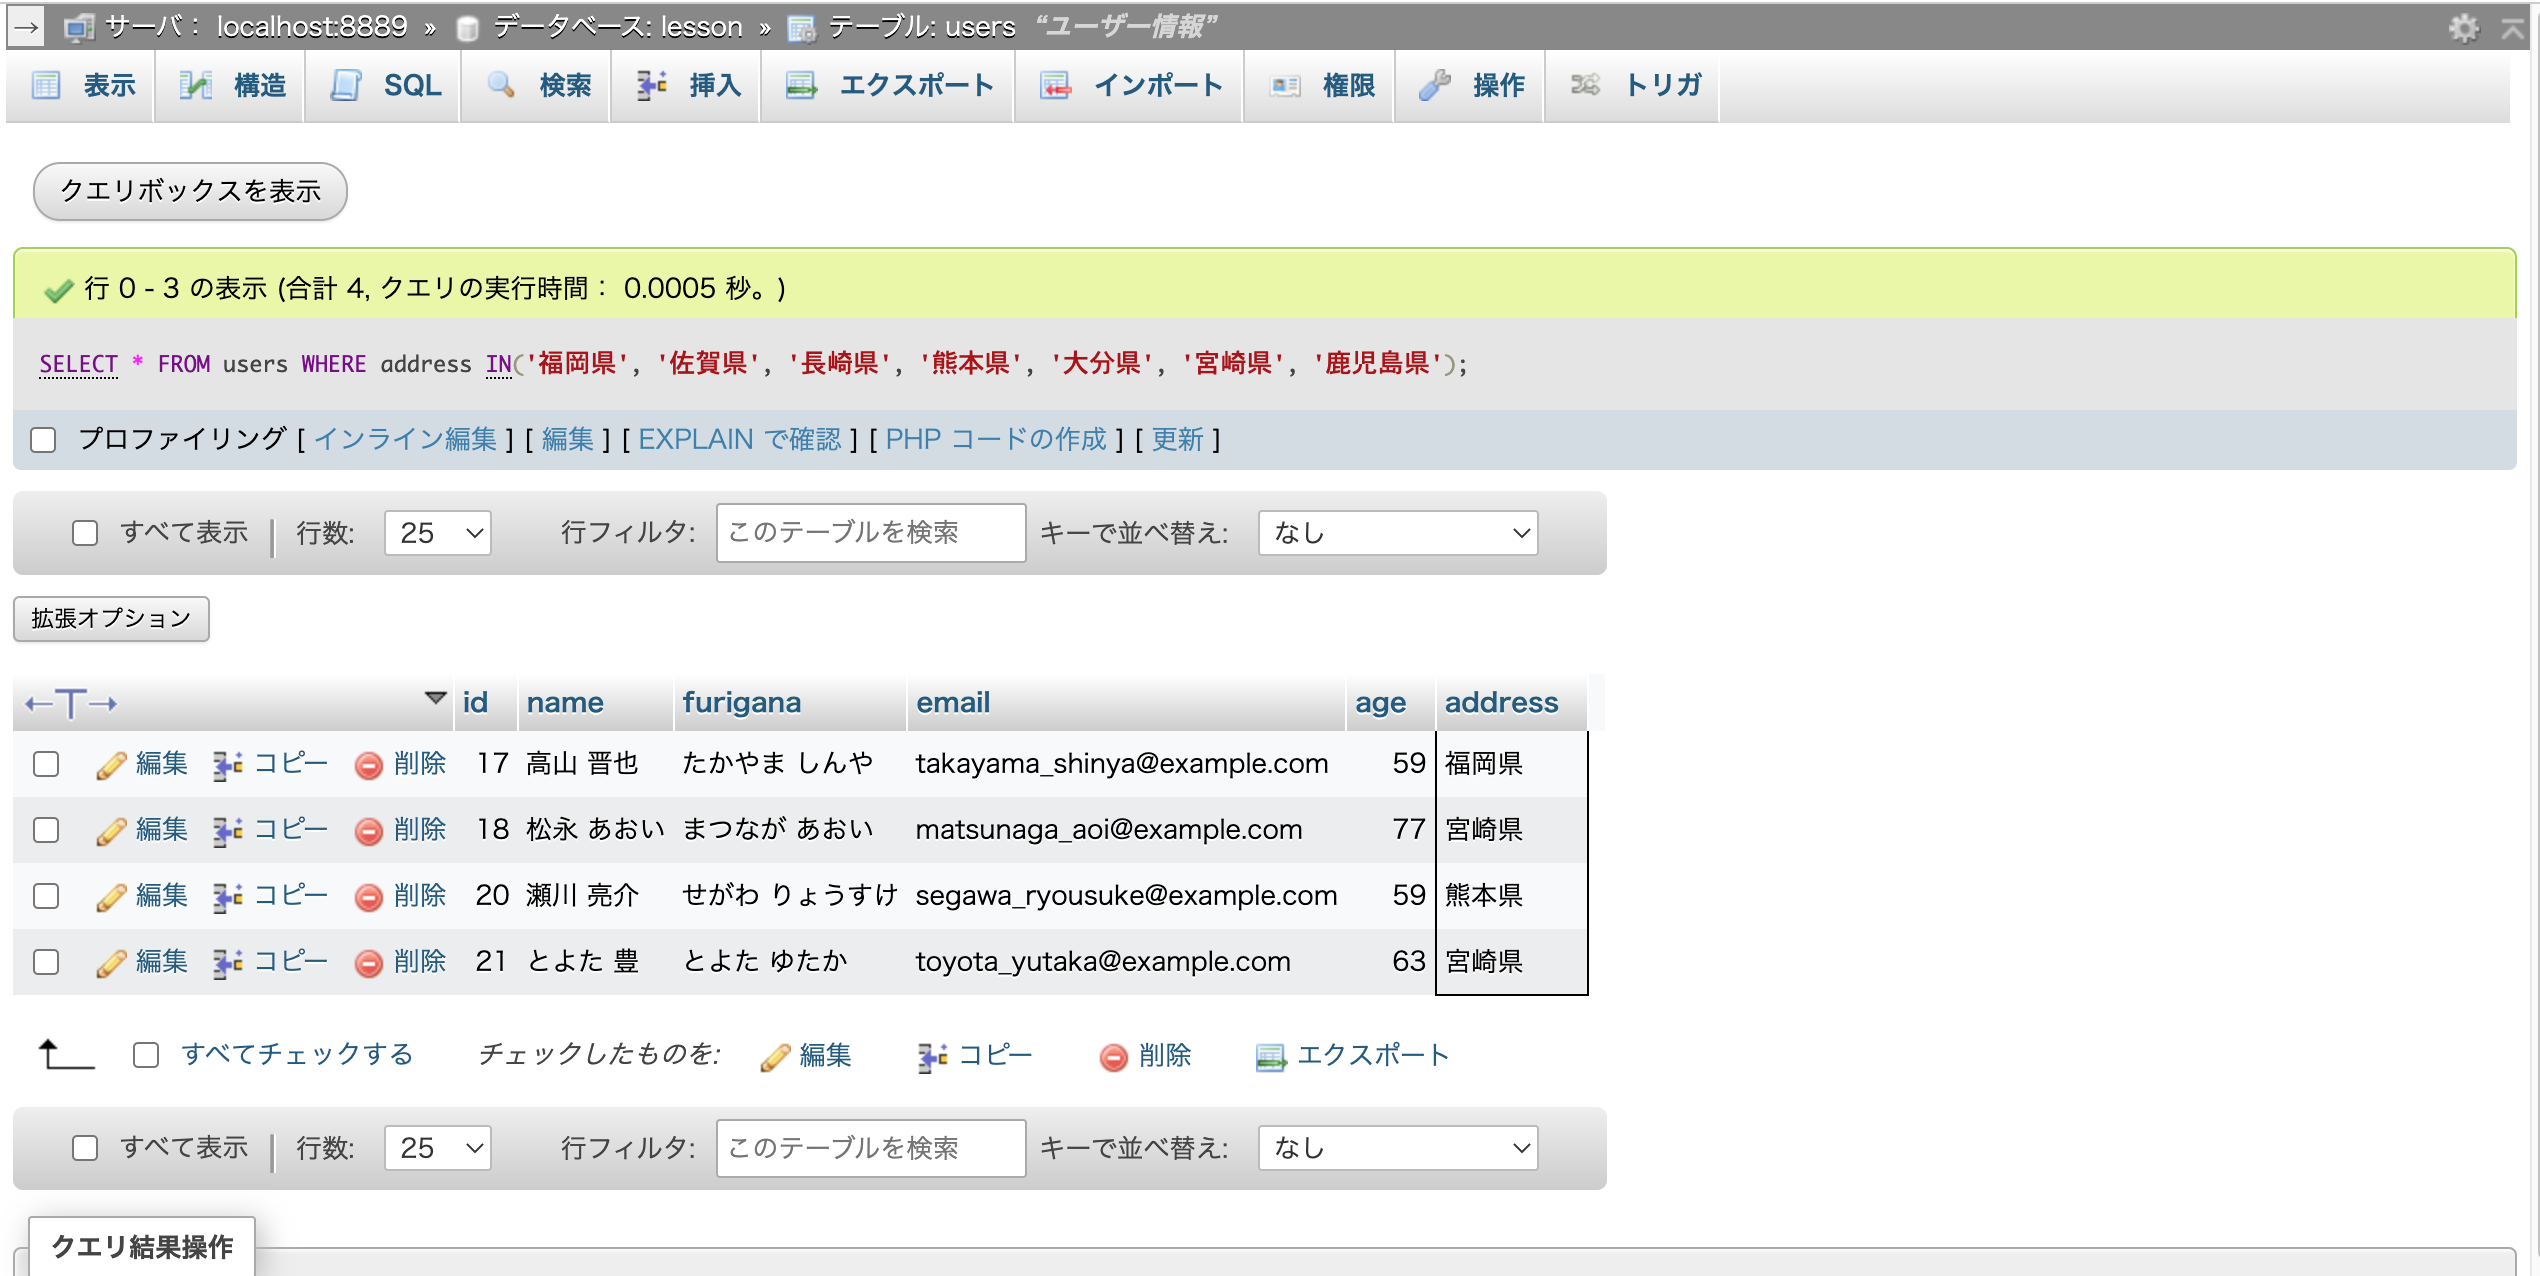 → サーバ： localhost:8889 » データベース: lesson » テーブル: users “ユーザー情報”
表示 構造 SQL 検索 挿入 エクスポート インポート 権限 操作 トリガ
クエリボックスを表示
行 0 - 3 の表示 (合計 4, クエリの実行時間： 0.0005 秒。)
SELECT * FROM users WHERE address IN('福岡県', '佐賀県', '長崎県', '熊本県', '大分県', '宮崎県', '鹿児島県');
プロファイリング [ インライン編集 ] [ 編集 ] [ EXPLAIN で確認 ] [ PHP コードの作成 ] [ 更新 ]
すべて表示 | 行数: 25 行フィルタ: このテーブルを検索 キーで並べ替え: なし
拡張オプション
←T→ id name furigana email age address
編集 コピー 削除 17 高山 晋也 たかやま しんや takayama_shinya@example.com 59 福岡県
編集 コピー 削除 18 松永 あおい まつなが あおい matsunaga_aoi@example.com 77 宮崎県
編集 コピー 削除 20 瀬川 亮介 せがわ りょうすけ segawa_ryousuke@example.com 59 熊本県
編集 コピー 削除 21 とよた 豊 とよた ゆたか toyota_yutaka@example.com 63 宮崎県
すべてチェックする チェックしたものを: 編集 コピー 削除 エクスポート
すべて表示 | 行数: 25 行フィルタ: このテーブルを検索 キーで並べ替え: なし
クエリ結果操作